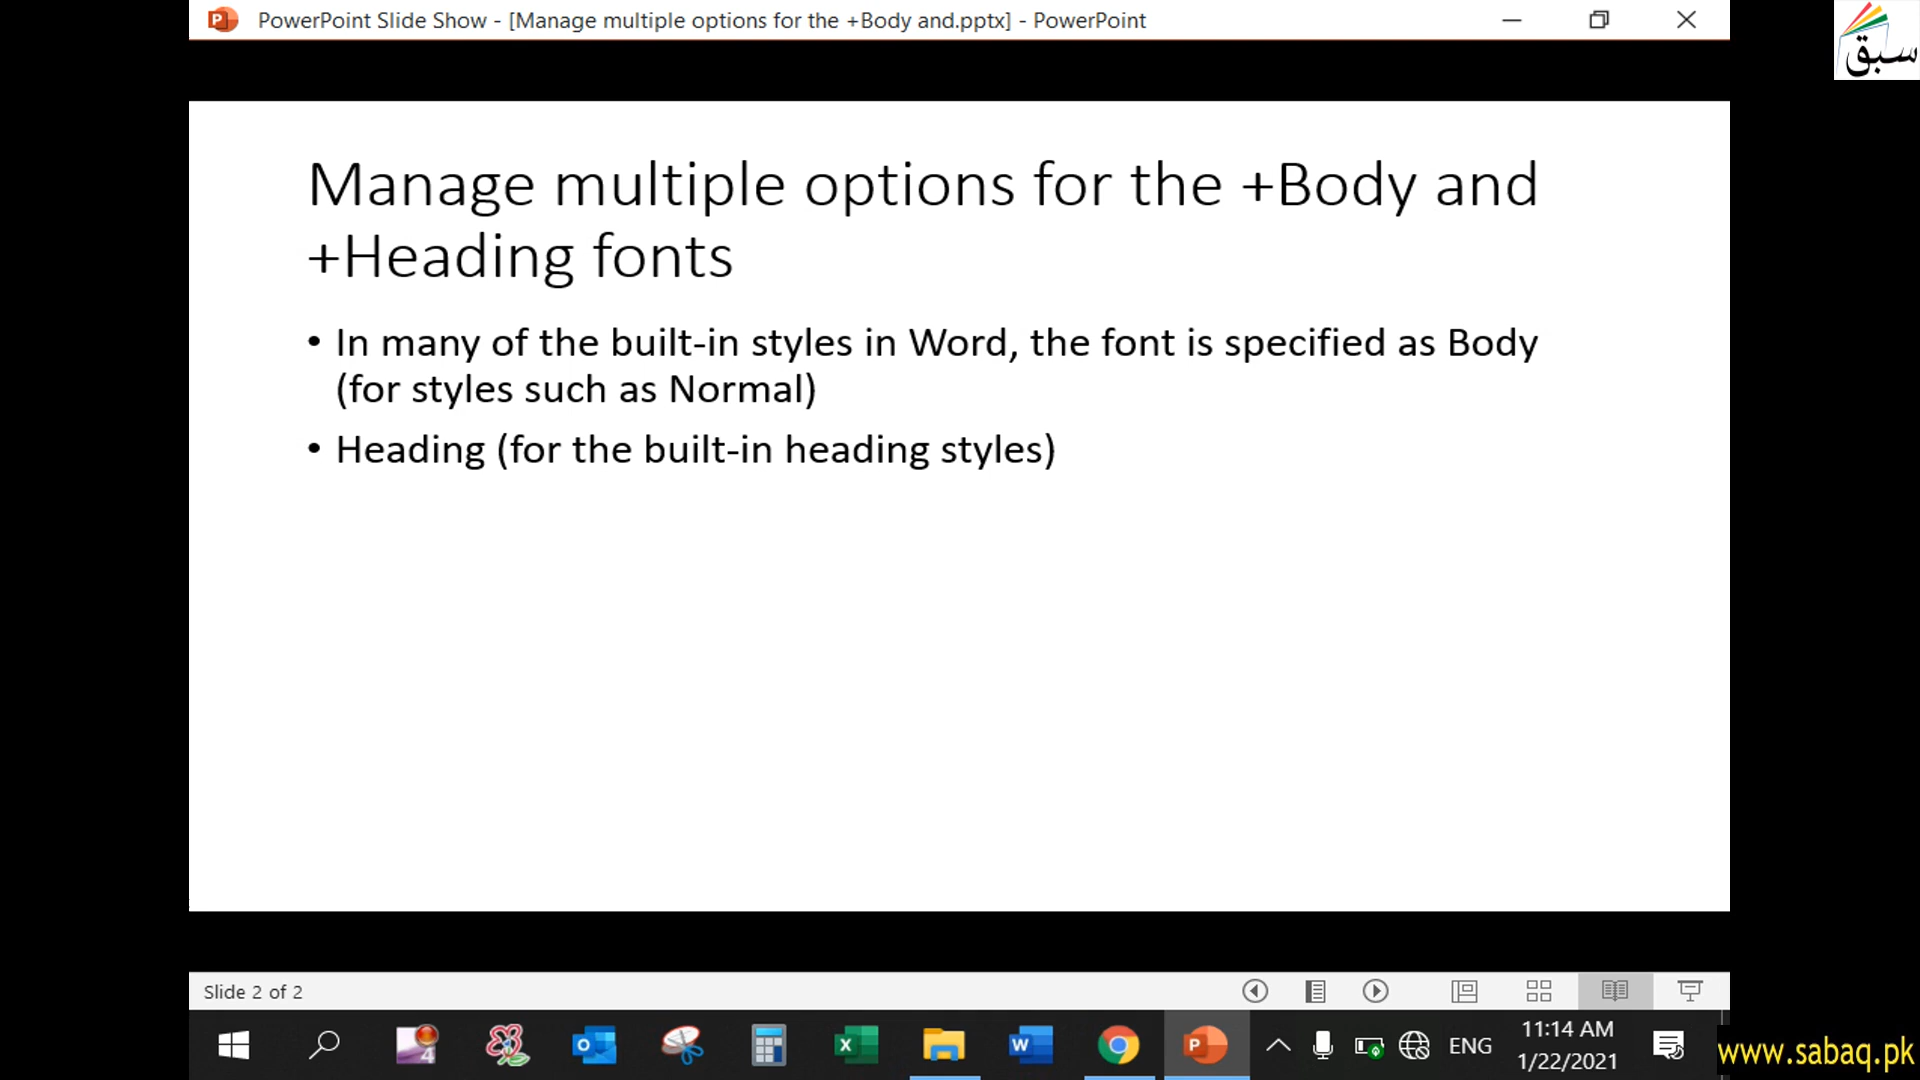 PowerPoint Slide Show - [Manage multiple options for the +Body and.pptx] - PowerPoint
سبق
Manage multiple options for the +Body and
+Heading fonts
• In many of the built-in styles in Word, the font is specified as Body
(for styles such as Normal)
• Heading (for the built-in heading styles)
Slide 2 of 2
4
ENG
11:14 AM
1/22/2021
www.sabaq.pk